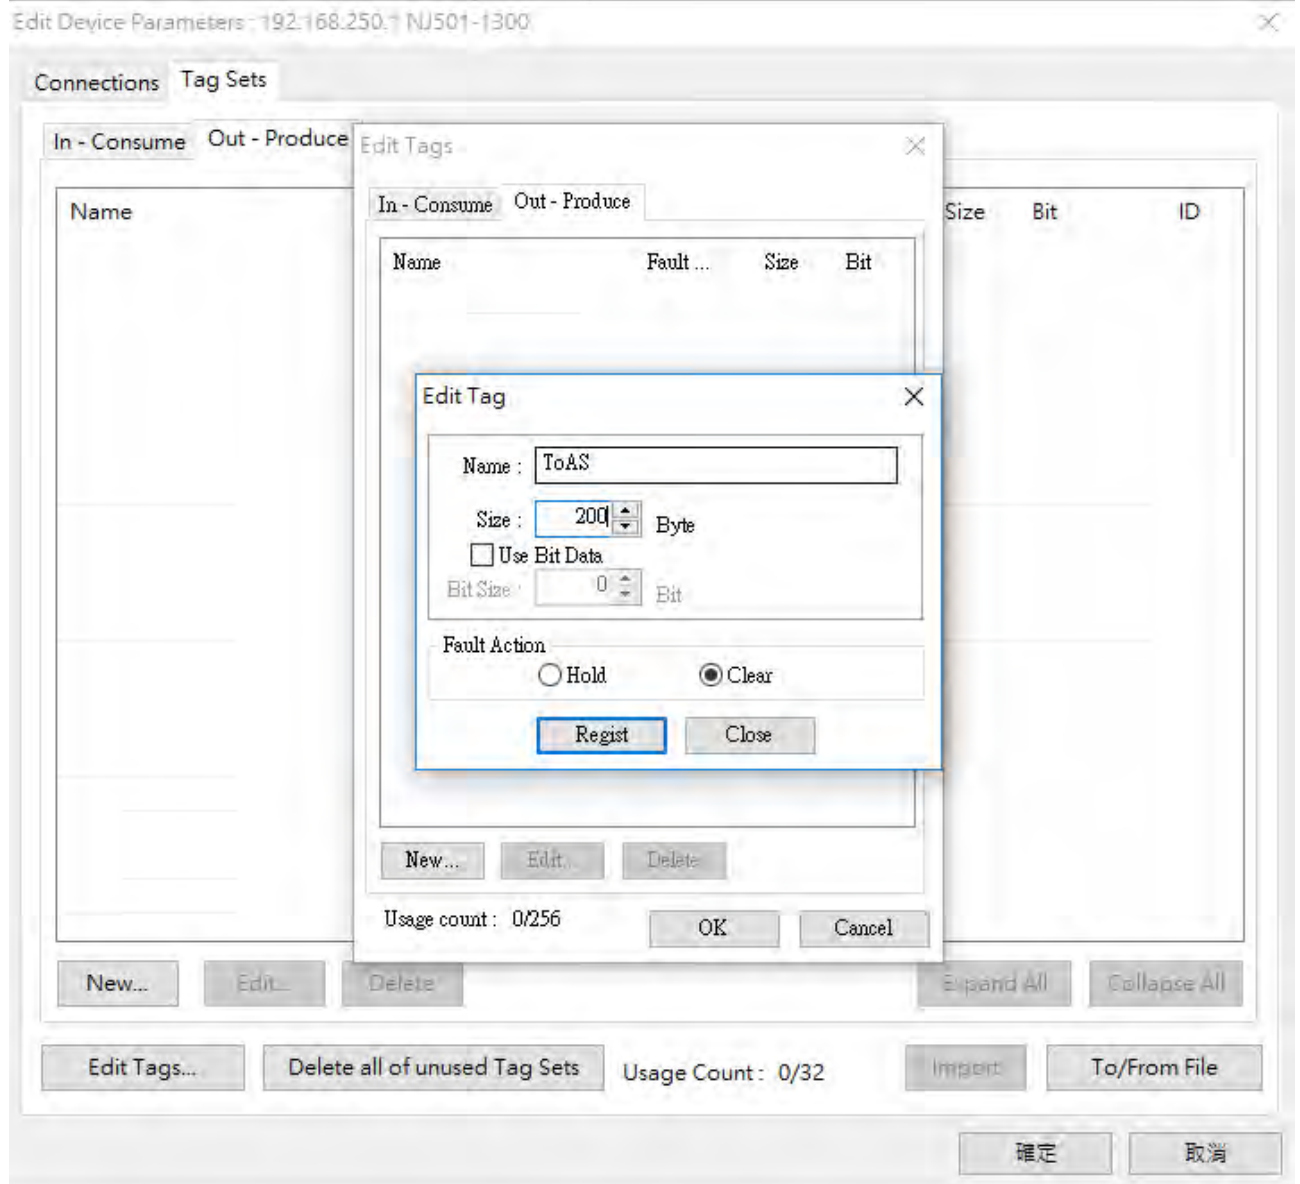 Edit Device Parameters : 192.168.250.1 NJ501-1300
Connections Tag Sets
In - Consume Out - Produce
Name Size Bit ID
Edit Tags
In - Consume Out - Produce
Name Fault ... Size Bit
Edit Tag
Name : ToAS
Size : 200 Byte
Use Bit Data
Bit Size : 0 Bit
Fault Action
Hold Clear
Regist Close
New... Edit... Delete
Usage count : 0/256 OK Cancel
New... Edit... Delete Expand All Collapse All
Edit Tags... Delete all of unused Tag Sets Usage Count : 0/32 Import To/From File
確定 取消